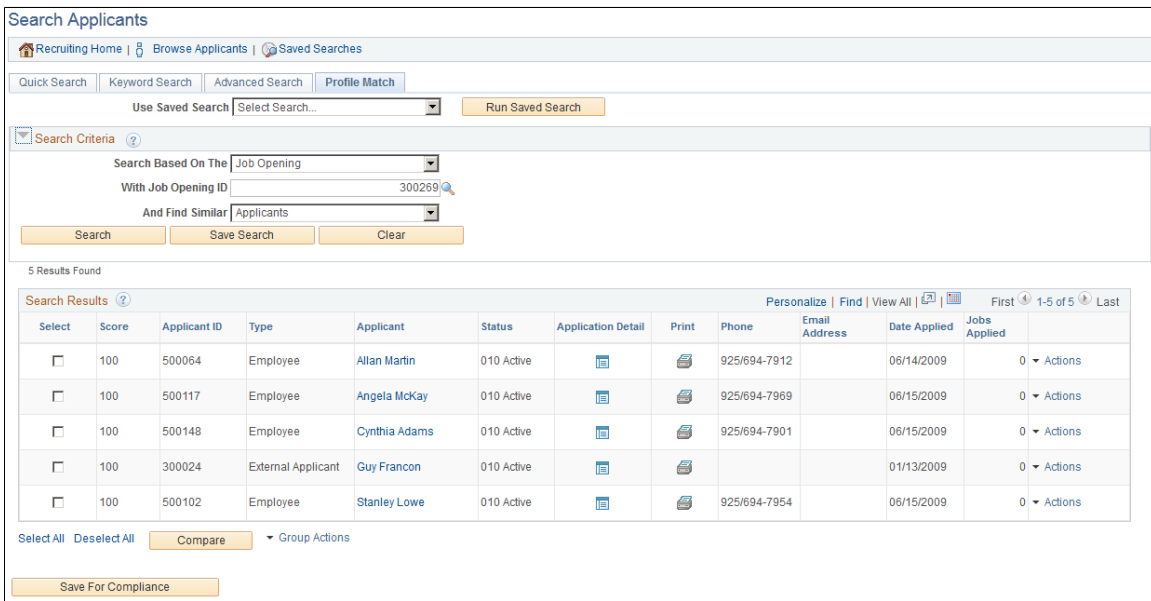 Search Applicants
Recruiting Home | Browse Applicants | Saved Searches
Quick Search Keyword Search Advanced Search Profile Match
Use Saved Search Select Search... Run Saved Search
Search Criteria ?
Search Based On The Job Opening
With Job Opening ID 300269
And Find Similar Applicants
Search Save Search Clear
5 Results Found
Search Results ? Personalize | Find | View All | | First 1-5 of 5 Last
Select Score Applicant ID Type Applicant Status Application Detail Print Phone Email Address Date Applied Jobs Applied
100 500064 Employee Allan Martin 010 Active 925/694-7912 06/14/2009 0 Actions
100 500117 Employee Angela McKay 010 Active 925/694-7969 06/15/2009 0 Actions
100 500148 Employee Cynthia Adams 010 Active 925/694-7901 06/15/2009 0 Actions
100 300024 External Applicant Guy Francon 010 Active 01/13/2009 0 Actions
100 500102 Employee Stanley Lowe 010 Active 925/694-7954 06/15/2009 0 Actions
Select All Deselect All Compare Group Actions
Save For Compliance